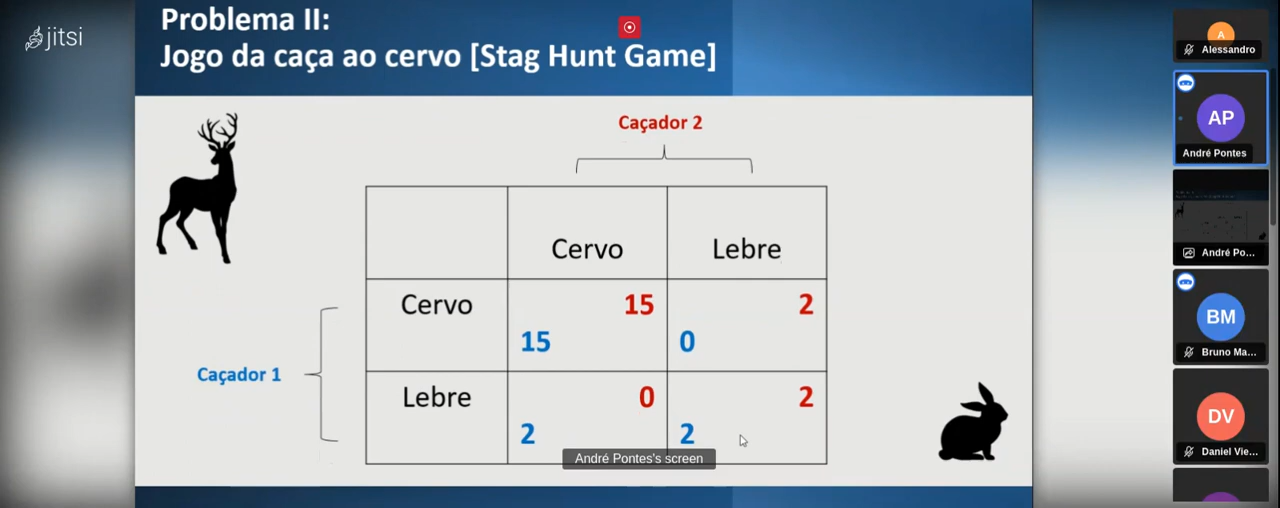 jitsi
Problema II:
Jogo da caça ao cervo [Stag Hunt Game]
Caçador 2
Cervo Lebre
Cervo 15 2
15 0
Caçador 1
Lebre 0 2
2 2
André Pontes's screen
A
Alessandro
AP
André Pontes
André Po...
BM
Bruno Ma...
DV
Daniel Vie...